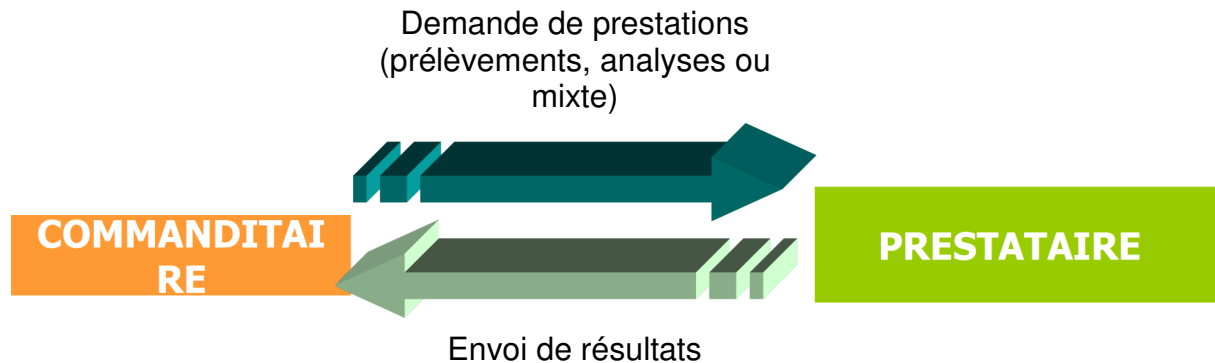 Demande de prestations
(prélèvements, analyses ou
mixte)
COMMANDITAI
RE
PRESTATAIRE
Envoi de résultats